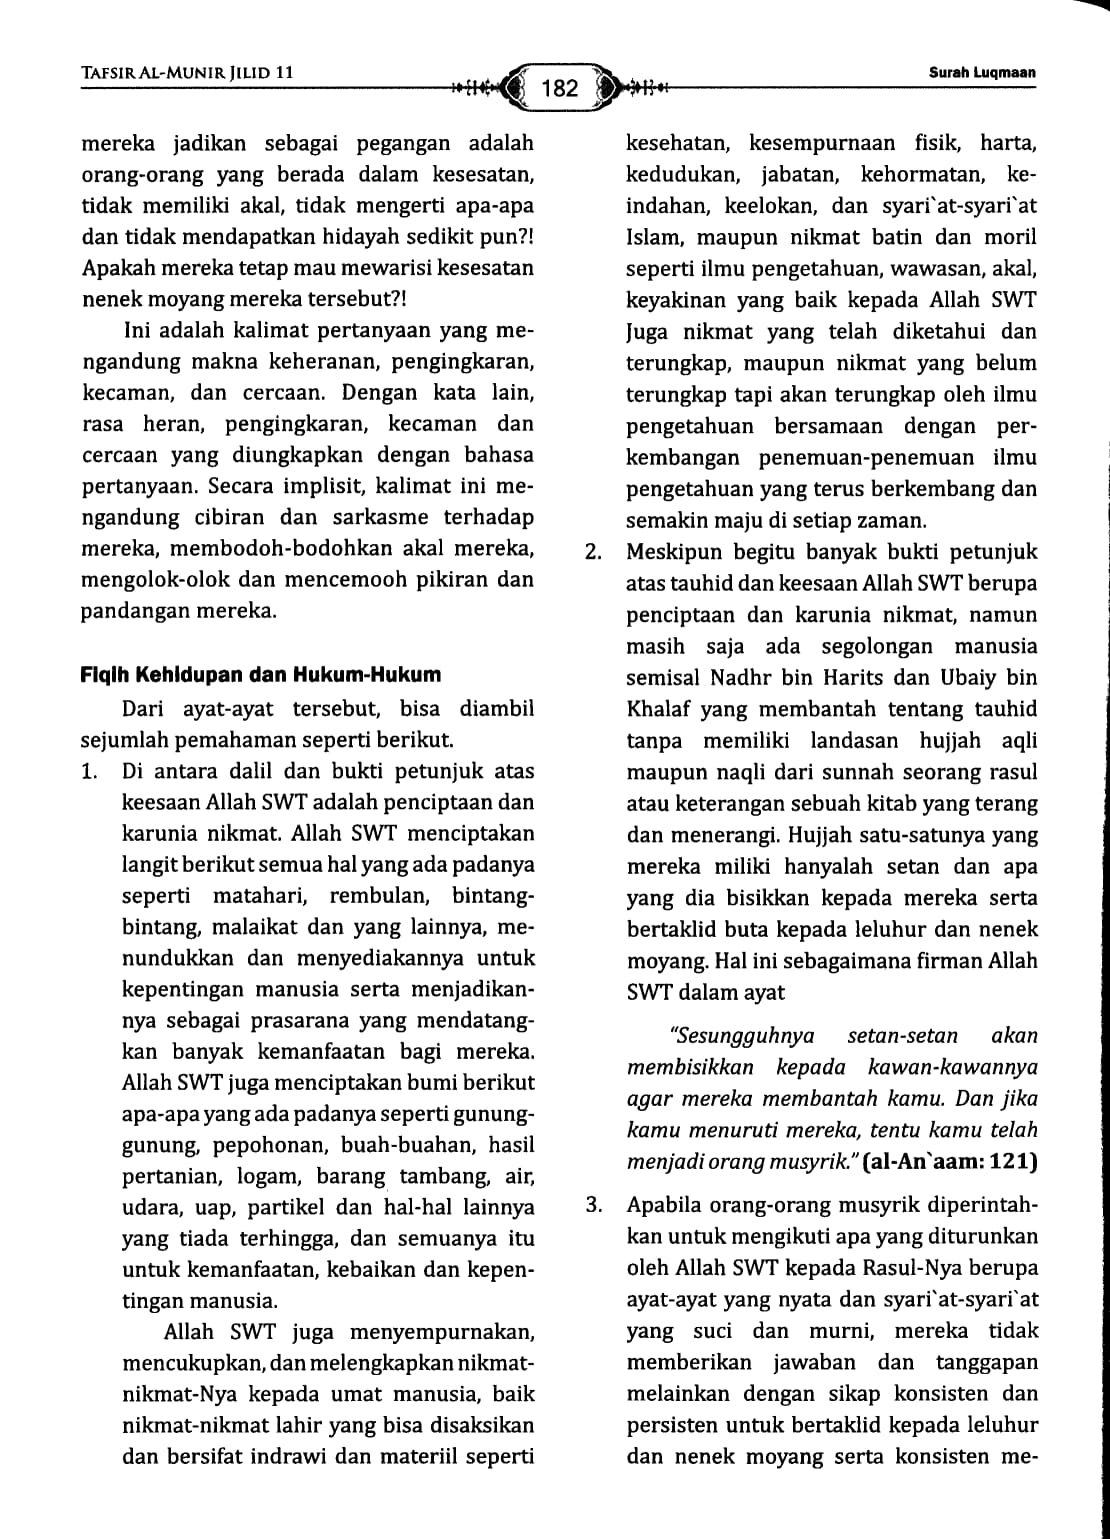 TAFSIR AL-MUNIR JILID 11
182
Surah Luqmaan
mereka jadikan sebagai pegangan adalah
orang-orang yang berada dalam kesesatan,
tidak memiliki akal, tidak mengerti apa-apa
dan tidak mendapatkan hidayah sedikit pun?!
Apakah mereka tetap mau mewarisi kesesatan
nenek moyang mereka tersebut?!
Ini adalah kalimat pertanyaan yang me-
ngandung makna keheranan, pengingkaran,
kecaman, dan cercaan. Dengan kata lain,
rasa heran, pengingkaran, kecaman dan
cercaan yang diungkapkan dengan bahasa
pertanyaan. Secara implisit, kalimat ini me-
ngandung cibiran dan sarkasme terhadap
mereka, membodoh-bodohkan akal mereka,
mengolok-olok dan mencemooh pikiran dan
pandangan mereka.
Fiqih Kehidupan dan Hukum-Hukum
Dari ayat-ayat tersebut, bisa diambil
sejumlah pemahaman seperti berikut.
1. Di antara dalil dan bukti petunjuk atas
keesaan Allah SWT adalah penciptaan dan
karunia nikmat. Allah SWT menciptakan
langit berikut semua hal yang ada padanya
seperti matahari, rembulan, bintang-
bintang, malaikat dan yang lainnya, me-
nundukkan dan menyediakannya untuk
kepentingan manusia serta menjadikan-
nya sebagai prasarana yang mendatang-
kan banyak kemanfaatan bagi mereka.
Allah SWT juga menciptakan bumi berikut
apa-apa yang ada padanya seperti gunung-
gunung, pepohonan, buah-buahan, hasil
pertanian, logam, barang tambang, air,
udara, uap, partikel dan hal-hal lainnya
yang tiada terhingga, dan semuanya itu
untuk kemanfaatan, kebaikan dan kepen-
tingan manusia.
Allah SWT juga menyempurnakan,
mencukupkan, dan melengkapkan nikmat-
nikmat-Nya kepada umat manusia, baik
nikmat-nikmat lahir yang bisa disaksikan
dan bersifat indrawi dan materiil seperti
kesehatan, kesempurnaan fisik, harta,
kedudukan, jabatan, kehormatan, ke-
indahan, keelokan, dan syari`at-syari`at
Islam, maupun nikmat batin dan moril
seperti ilmu pengetahuan, wawasan, akal,
keyakinan yang baik kepada Allah SWT
Juga nikmat yang telah diketahui dan
terungkap, maupun nikmat yang belum
terungkap tapi akan terungkap oleh ilmu
pengetahuan bersamaan dengan per-
kembangan penemuan-penemuan ilmu
pengetahuan yang terus berkembang dan
semakin maju di setiap zaman.
2. Meskipun begitu banyak bukti petunjuk
atas tauhid dan keesaan Allah SWT berupa
penciptaan dan karunia nikmat, namun
masih saja ada segolongan manusia
semisal Nadhr bin Harits dan Ubaiy bin
Khalaf yang membantah tentang tauhid
tanpa memiliki landasan hujjah aqli
maupun naqli dari sunnah seorang rasul
atau keterangan sebuah kitab yang terang
dan menerangi. Hujjah satu-satunya yang
mereka miliki hanyalah setan dan apa
yang dia bisikkan kepada mereka serta
bertaklid buta kepada leluhur dan nenek
moyang. Hal ini sebagaimana firman Allah
SWT dalam ayat
“Sesungguhnya setan-setan akan
membisikkan kepada kawan-kawannya
agar mereka membantah kamu. Dan jika
kamu menuruti mereka, tentu kamu telah
menjadi orang musyrik.” (al-An`aam: 121)
3. Apabila orang-orang musyrik diperintah-
kan untuk mengikuti apa yang diturunkan
oleh Allah SWT kepada Rasul-Nya berupa
ayat-ayat yang nyata dan syari`at-syari`at
yang suci dan murni, mereka tidak
memberikan jawaban dan tanggapan
melainkan dengan sikap konsisten dan
persisten untuk bertaklid kepada leluhur
dan nenek moyang serta konsisten me-